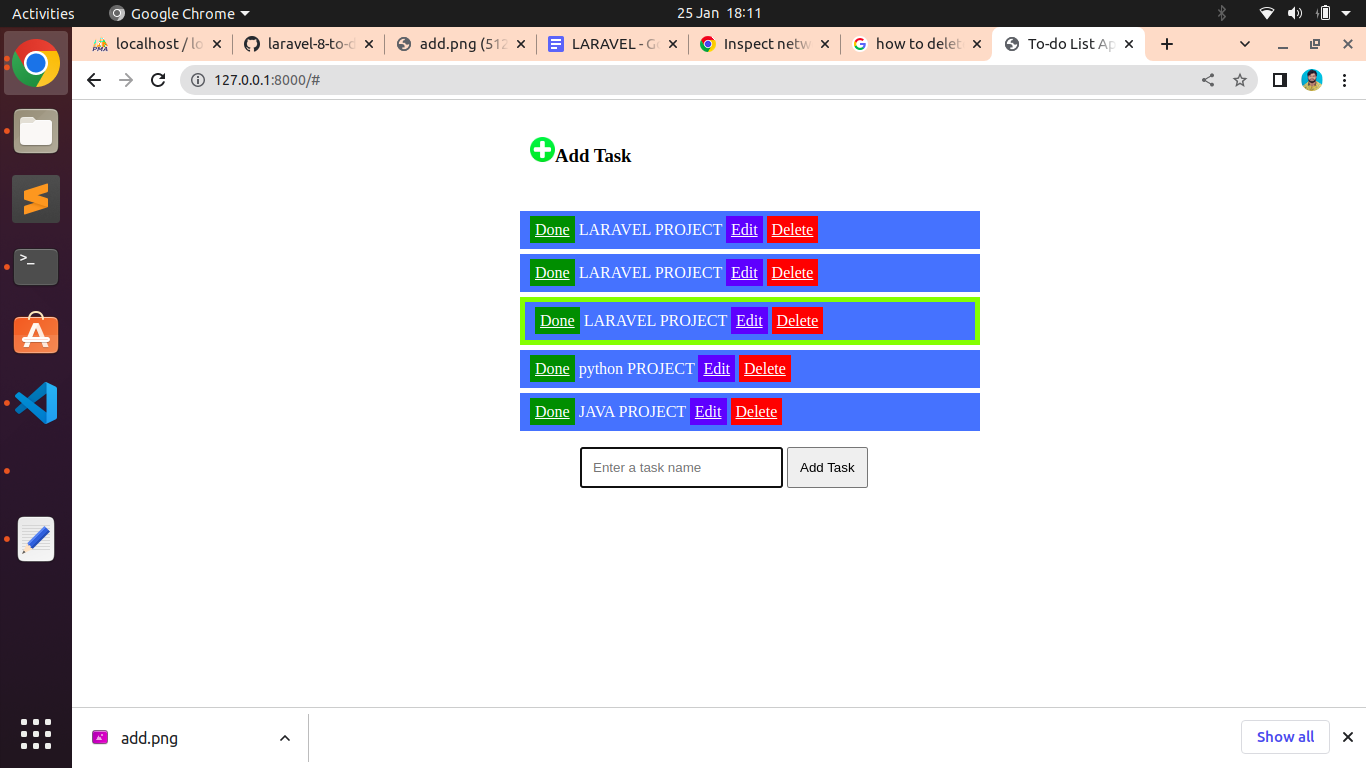 Activities Google Chrome 25 Jan 18:11
localhost / lo laravel-8-to-d add.png (512 LARAVEL - Go Inspect netw how to delet To-do List Ap
127.0.0.1:8000/#
Add Task
Done LARAVEL PROJECT Edit Delete
Done LARAVEL PROJECT Edit Delete
Done LARAVEL PROJECT Edit Delete
Done python PROJECT Edit Delete
Done JAVA PROJECT Edit Delete
Enter a task name Add Task
add.png Show all